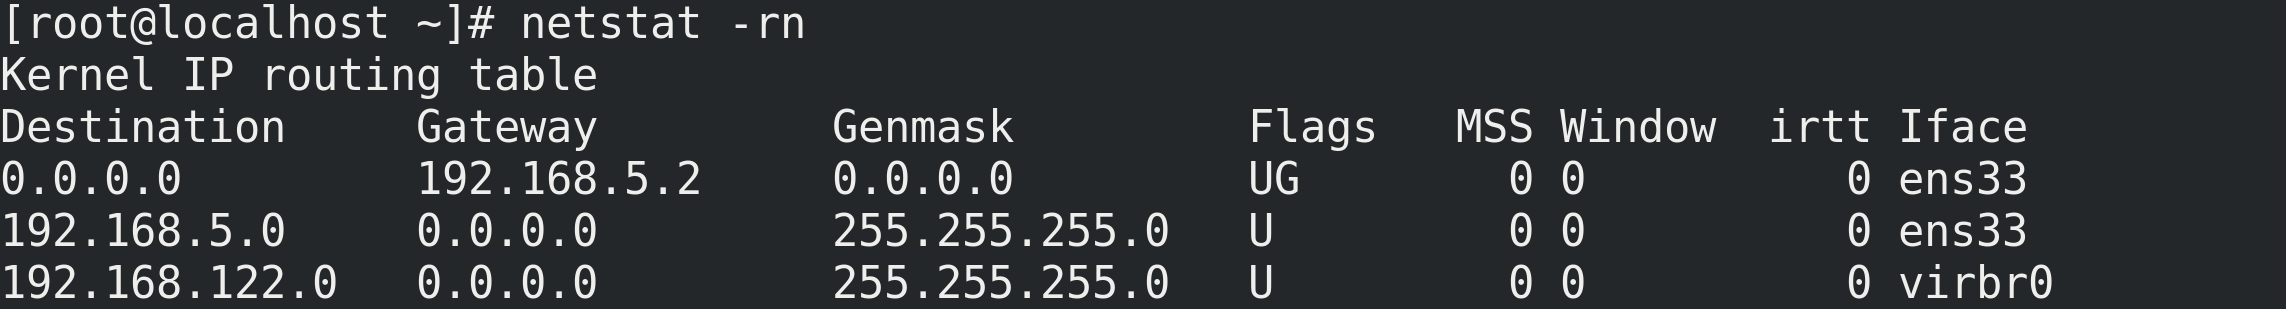 [root@localhost ~]# netstat -rn
Kernel IP routing table
Destination     Gateway         Genmask         Flags   MSS Window  irtt Iface
0.0.0.0         192.168.5.2     0.0.0.0         UG        0 0          0 ens33
192.168.5.0     0.0.0.0         255.255.255.0   U         0 0          0 ens33
192.168.122.0   0.0.0.0         255.255.255.0   U         0 0          0 virbr0